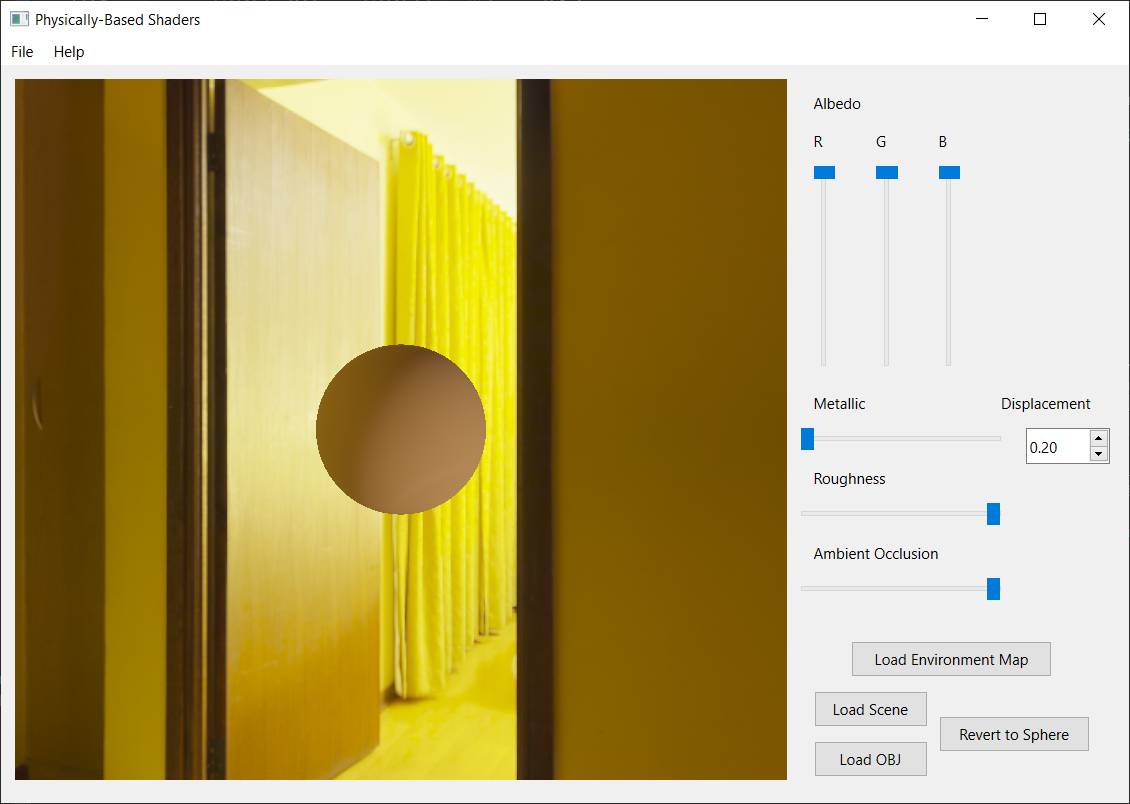 Physically-Based Shaders
File Help
Albedo
R G B
Metallic Displacement
0.20
Roughness
Ambient Occlusion
Load Environment Map
Load Scene
Revert to Sphere
Load OBJ